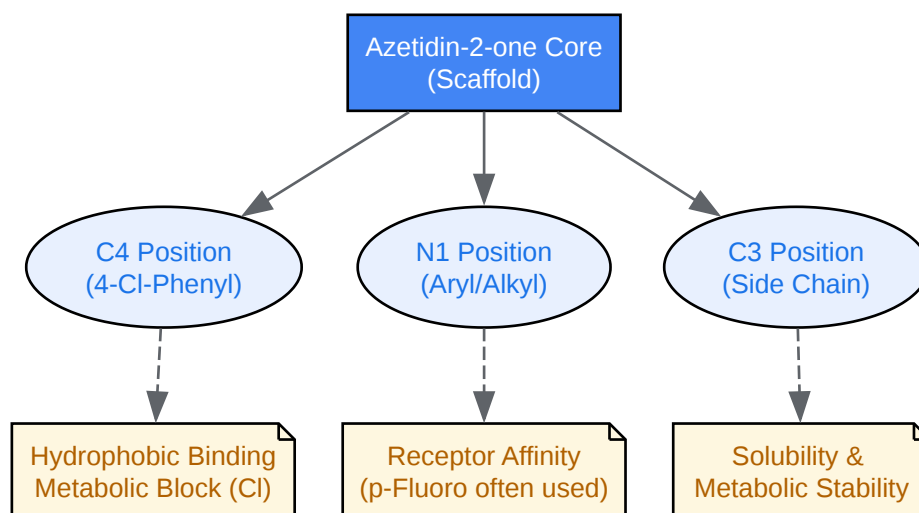 Azetidin-2-one Core
(Scaffold)
C4 Position
(4-Cl-Phenyl)
N1 Position
(Aryl/Alkyl)
C3 Position
(Side Chain)
Hydrophobic Binding
Metabolic Block (Cl)
Receptor Affinity
(p-Fluoro often used)
Solubility &
Metabolic Stability